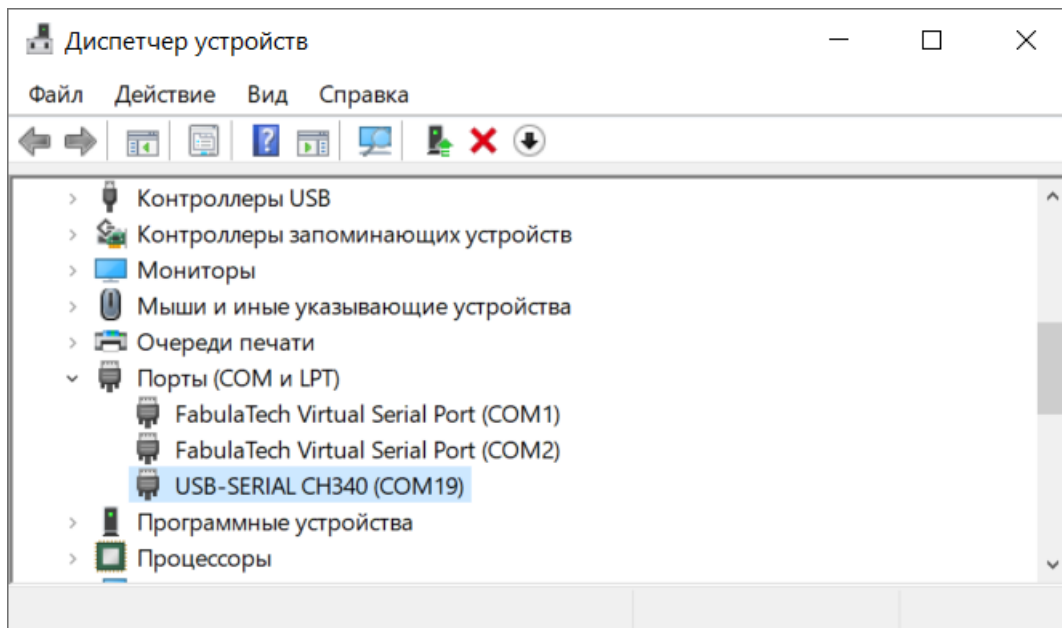 Диспетчер устройств
Файл Действие Вид Справка
Контроллеры USB
Контроллеры запоминающих устройств
Мониторы
Мыши и иные указывающие устройства
Очереди печати
Порты (COM и LPT)
FabulaTech Virtual Serial Port (COM1)
FabulaTech Virtual Serial Port (COM2)
USB-SERIAL CH340 (COM19)
Программные устройства
Процессоры